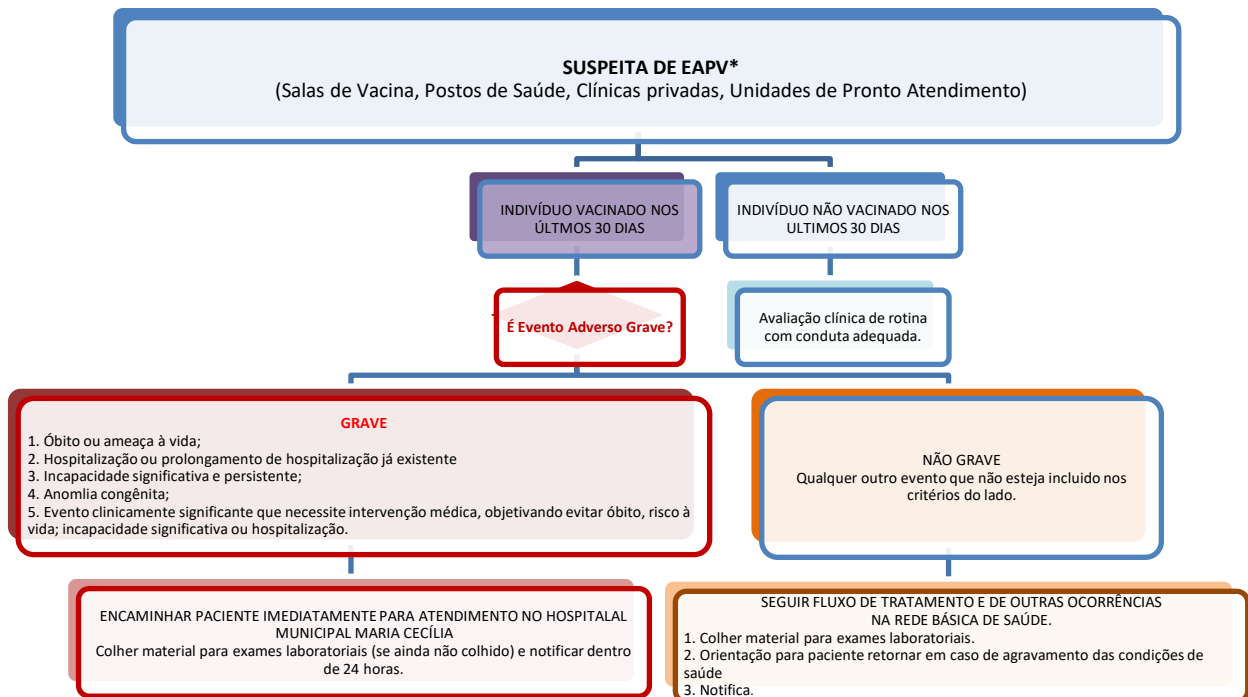 SUSPEITA DE EAPV*
(Salas de Vacina, Postos de Saúde, Clínicas privadas, Unidades de Pronto Atendimento)
INDIVÍDUO VACINADO NOS
ÚLTMOS 30 DIAS
INDIVÍDUO NÃO VACINADO NOS
ULTIMOS 30 DIAS
É Evento Adverso Grave?
Avaliação clínica de rotina
com conduta adequada.
GRAVE
1. Óbito ou ameaça à vida;
2. Hospitalização ou prolongamento de hospitalização já existente
3. Incapacidade significativa e persistente;
4. Anomlia congênita;
5. Evento clinicamente significante que necessite intervenção médica, objetivando evitar óbito, risco à
vida; incapacidade significativa ou hospitalização.
NÃO GRAVE
Qualquer outro evento que não esteja incluido nos
critérios do lado.
ENCAMINHAR PACIENTE IMEDIATAMENTE PARA ATENDIMENTO NO HOSPITALAL
MUNICIPAL MARIA CECÍLIA
Colher material para exames laboratoriais (se ainda não colhido) e notificar dentro
de 24 horas.
SEGUIR FLUXO DE TRATAMENTO E DE OUTRAS OCORRÊNCIAS
NA REDE BÁSICA DE SAÚDE.
1. Colher material para exames laboratoriais.
2. Orientação para paciente retornar em caso de agravamento das condições de
saúde
3. Notifica.